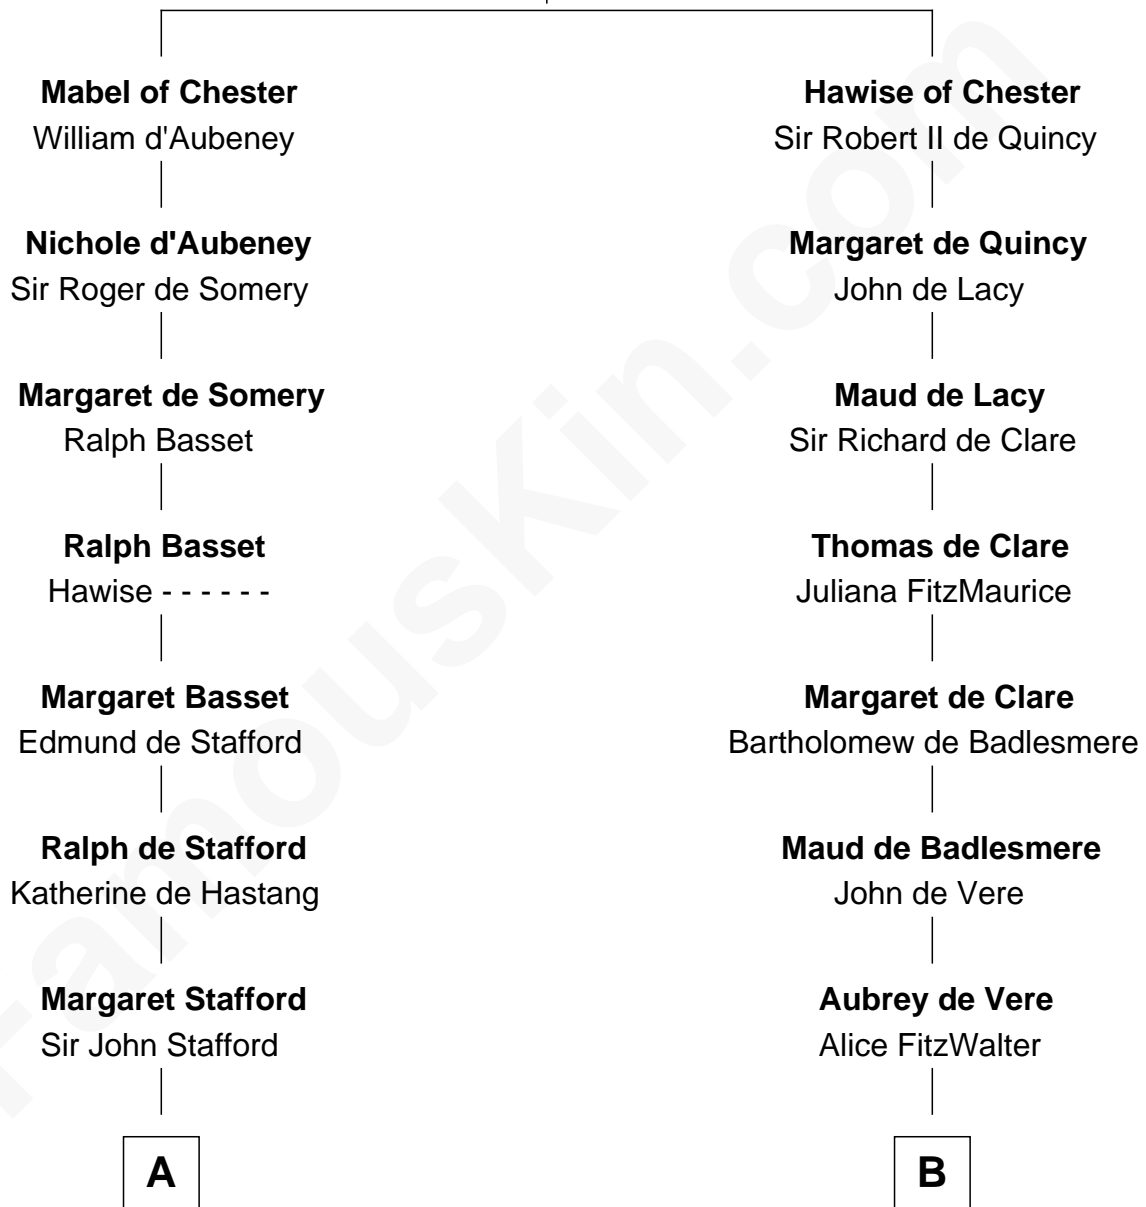 Mabel of Chester
William d'Aubeney
Nichole d'Aubeney
Sir Roger de Somery
Margaret de Somery
Ralph Basset
Ralph Basset
Hawise - - - - - -
Margaret Basset
Edmund de Stafford
Ralph de Stafford
Katherine de Hastang
Margaret Stafford
Sir John Stafford
A
Hawise of Chester
Sir Robert II de Quincy
Margaret de Quincy
John de Lacy
Maud de Lacy
Sir Richard de Clare
Thomas de Clare
Juliana FitzMaurice
Margaret de Clare
Bartholomew de Badlesmere
Maud de Badlesmere
John de Vere
Aubrey de Vere
Alice FitzWalter
B
FamousKin.com